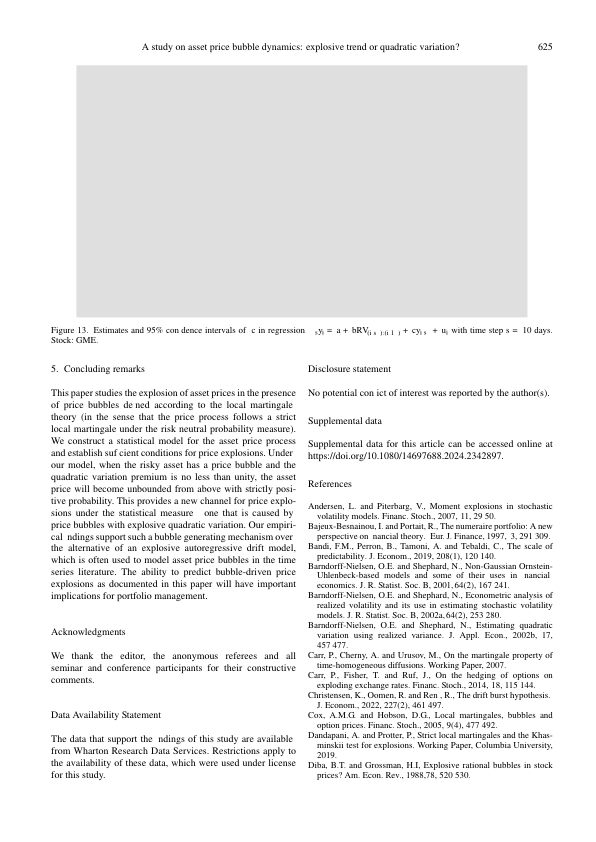 A study on asset price bubble dynamics: explosive trend or quadratic variation?
625
Figure 13. Estimates and 95% con dence intervals of c in regression syi = a + bRV(i s ):(i 1 ) + cyi s + ui with time step s = 10 days.
Stock: GME.
5. Concluding remarks
This paper studies the explosion of asset prices in the presence
of price bubbles de ned according to the local martingale
theory (in the sense that the price process follows a strict
local martingale under the risk neutral probability measure).
We construct a statistical model for the asset price process
and establish suf cient conditions for price explosions. Under
our model, when the risky asset has a price bubble and the
quadratic variation premium is no less than unity, the asset
price will become unbounded from above with strictly posi-
tive probability. This provides a new channel for price explo-
sions under the statistical measure one that is caused by
price bubbles with explosive quadratic variation. Our empiri-
cal ndings support such a bubble generating mechanism over
the alternative of an explosive autoregressive drift model,
which is often used to model asset price bubbles in the time
series literature. The ability to predict bubble-driven price
explosions as documented in this paper will have important
implications for portfolio management.
Acknowledgments
We thank the editor, the anonymous referees and all
seminar and conference participants for their constructive
comments.
Data Availability Statement
The data that support the ndings of this study are available
from Wharton Research Data Services. Restrictions apply to
the availability of these data, which were used under license
for this study.
Disclosure statement
No potential con ict of interest was reported by the author(s).
Supplemental data
Supplemental data for this article can be accessed online at
https://doi.org/10.1080/14697688.2024.2342897.
References
Andersen, L. and Piterbarg, V., Moment explosions in stochastic
volatility models. Financ. Stoch., 2007, 11, 29 50.
Bajeux-Besnainou, I. and Portait, R., The numeraire portfolio: A new
perspective on nancial theory. Eur. J. Finance, 1997, 3, 291 309.
Bandi, F.M., Perron, B., Tamoni, A. and Tebaldi, C., The scale of
predictability. J. Econom., 2019, 208(1), 120 140.
Barndorff-Nielsen, O.E. and Shephard, N., Non-Gaussian Ornstein-
Uhlenbeck-based models and some of their uses in nancial
economics. J. R. Statist. Soc. B, 2001, 64(2), 167 241.
Barndorff-Nielsen, O.E. and Shephard, N., Econometric analysis of
realized volatility and its use in estimating stochastic volatility
models. J. R. Statist. Soc. B, 2002a, 64(2), 253 280.
Barndorff-Nielsen, O.E. and Shephard, N., Estimating quadratic
variation using realized variance. J. Appl. Econ., 2002b, 17,
457 477.
Carr, P., Cherny, A. and Urusov, M., On the martingale property of
time-homogeneous diffusions. Working Paper, 2007.
Carr, P., Fisher, T. and Ruf, J., On the hedging of options on
exploding exchange rates. Financ. Stoch., 2014, 18, 115 144.
Christensen, K., Oomen, R. and Ren , R., The drift burst hypothesis.
J. Econom., 2022, 227(2), 461 497.
Cox, A.M.G. and Hobson, D.G., Local martingales, bubbles and
option prices. Financ. Stoch., 2005, 9(4), 477 492.
Dandapani, A. and Protter, P., Strict local martingales and the Khas-
minskii test for explosions. Working Paper, Columbia University,
2019.
Diba, B.T. and Grossman, H.I, Explosive rational bubbles in stock
prices? Am. Econ. Rev., 1988,78, 520 530.